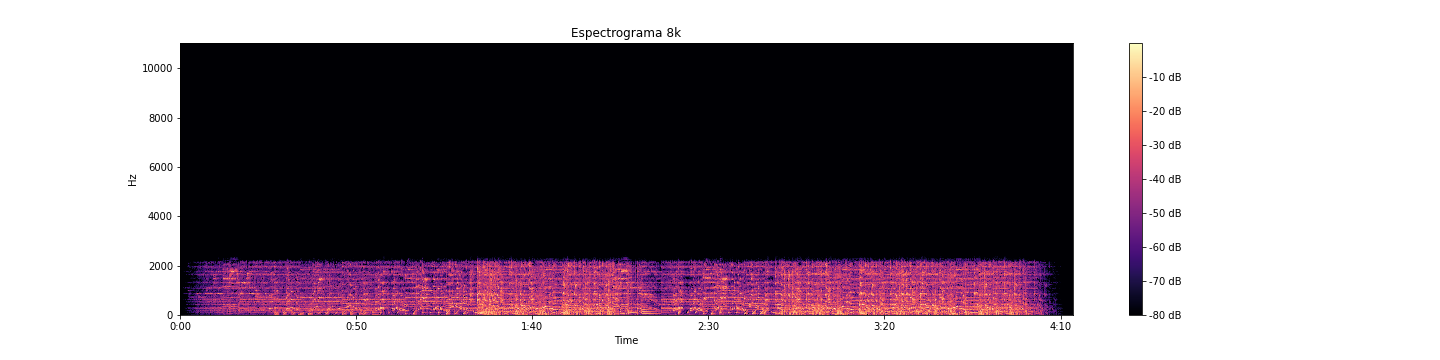 Espectrograma 8k
Hz
10000
8000
6000
4000
2000
0
0:00
0:50
1:40
2:30
3:20
4:10
Time
-10 dB
-20 dB
-30 dB
-40 dB
-50 dB
-60 dB
-70 dB
-80 dB